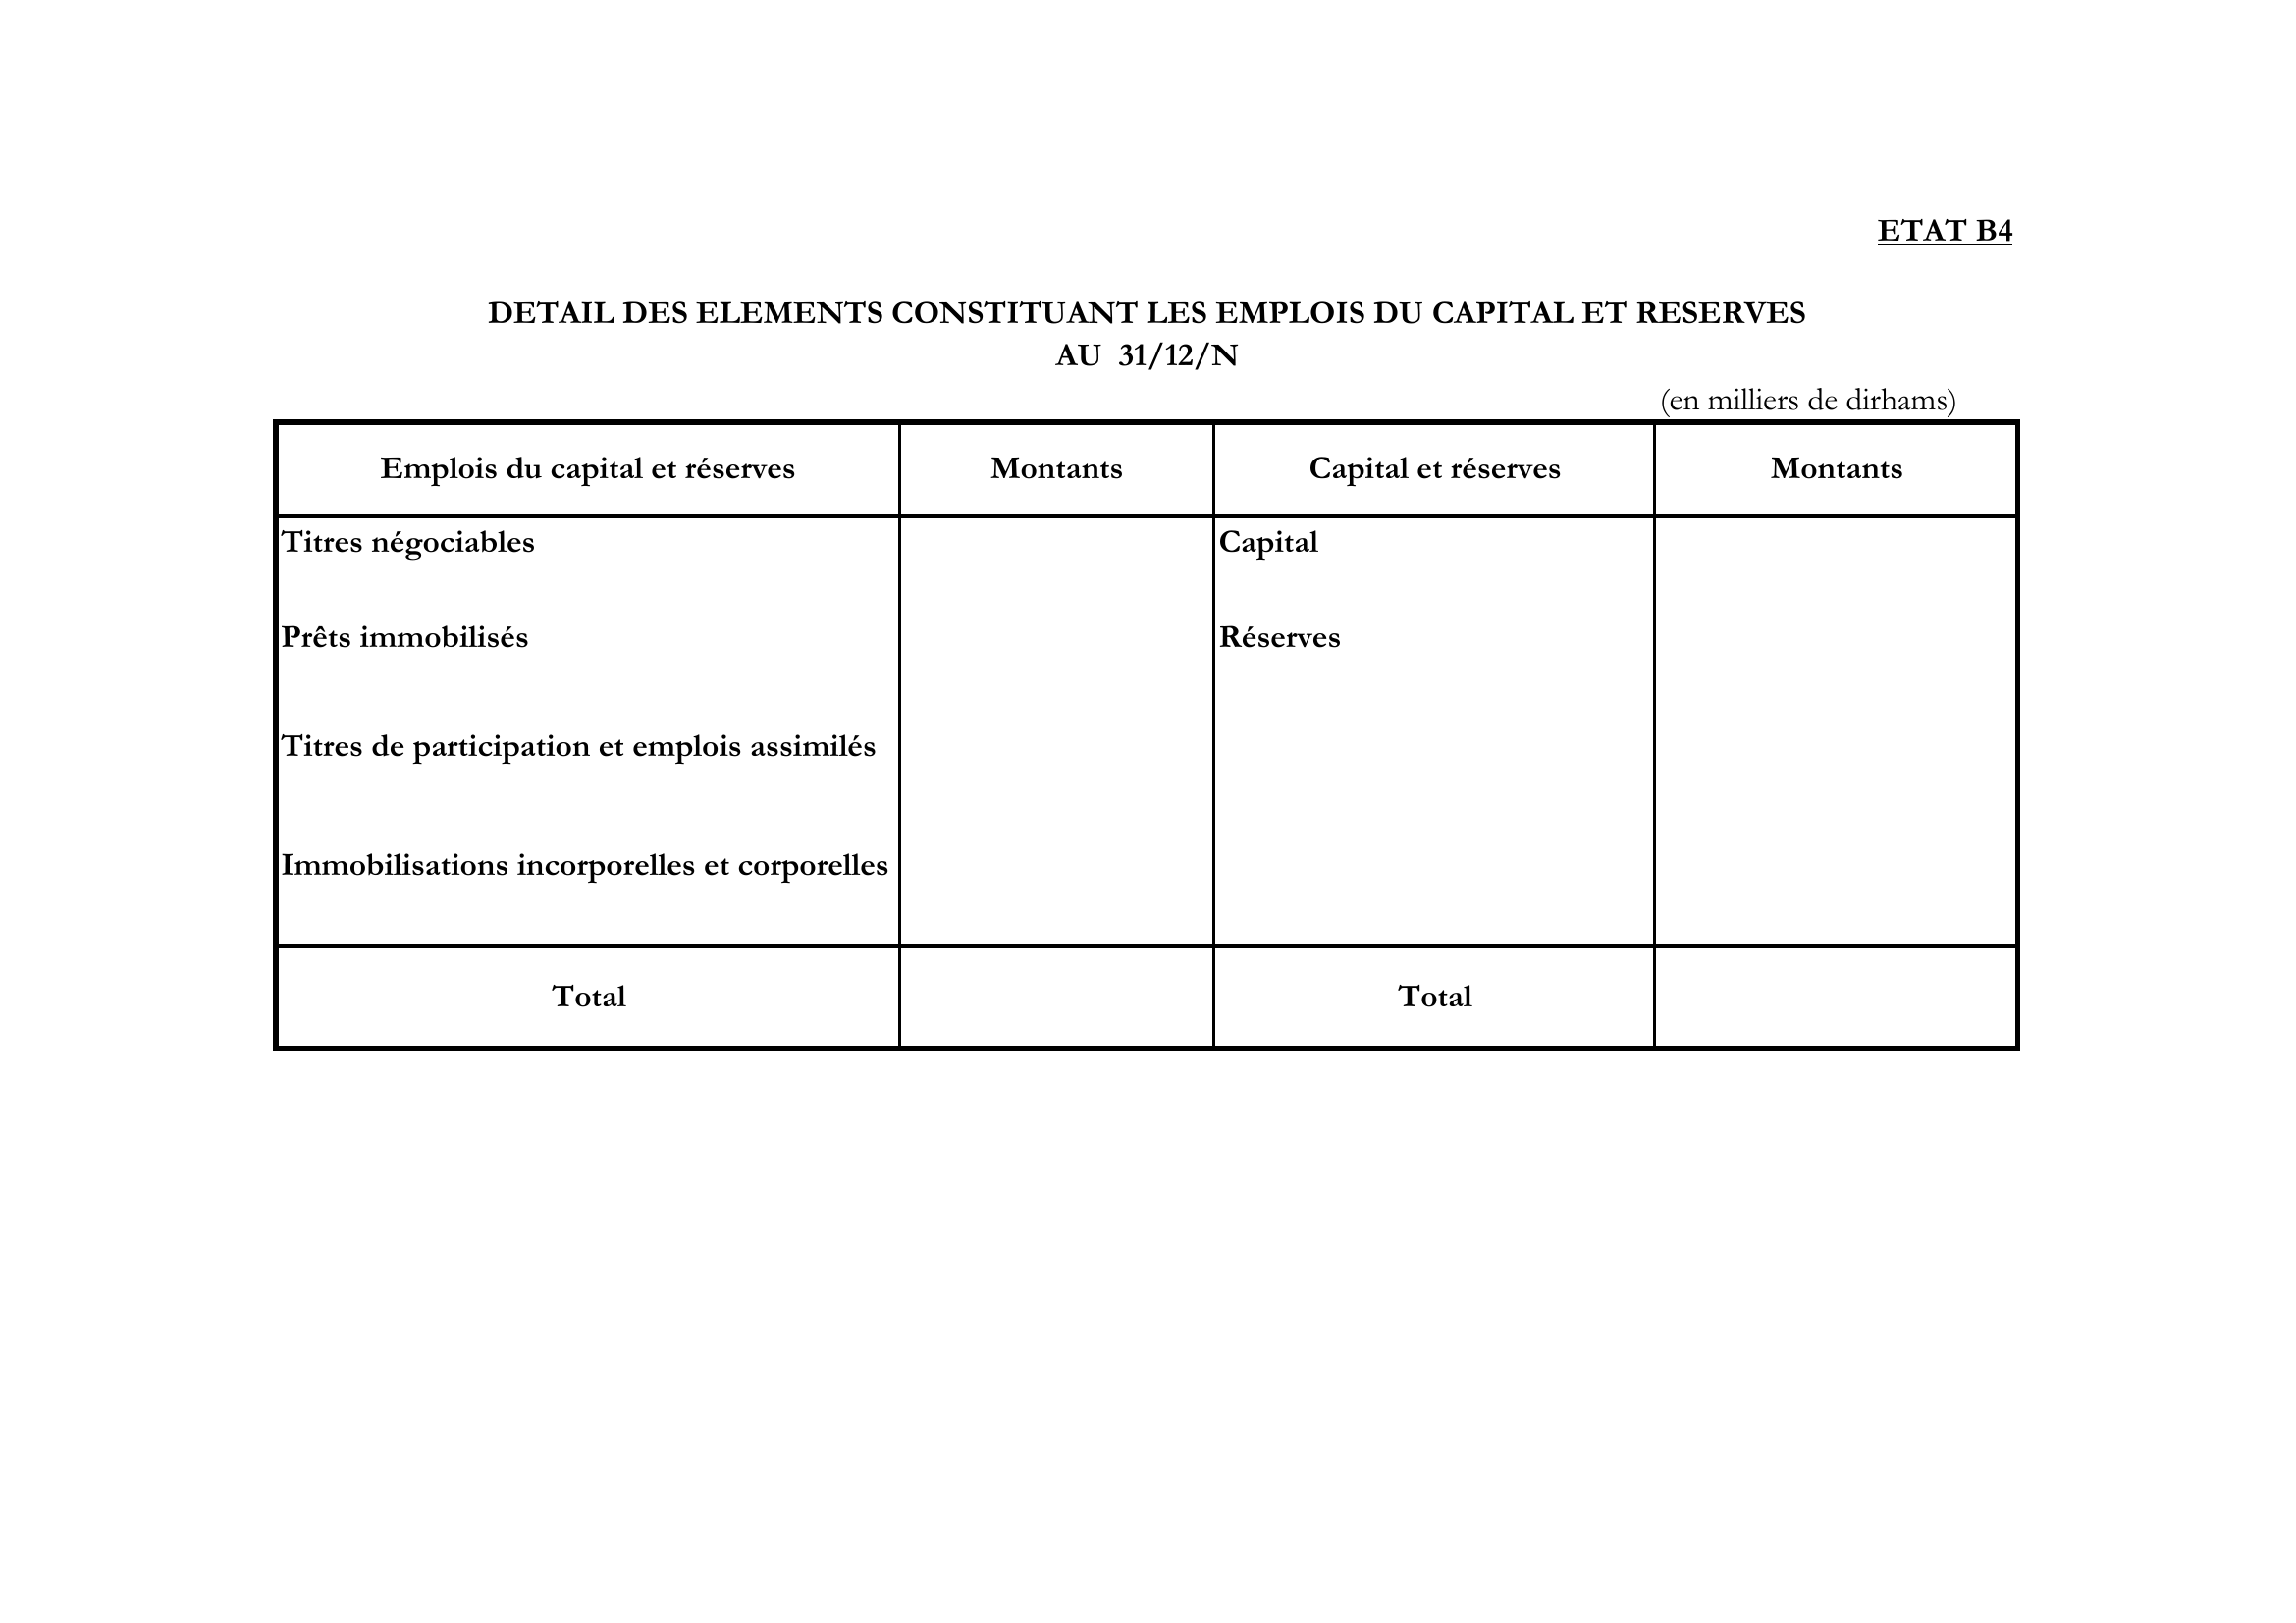 ETAT B4
DETAIL DES ELEMENTS CONSTITUANT LES EMPLOIS DU CAPITAL ET RESERVES
AU 31/12/N
(en milliers de dirhams)
Emplois du capital et réserves Montants Capital et réserves Montants
Titres négociables Capital
Prêts immobilisés Réserves
Titres de participation et emplois assimilés
Immobilisations incorporelles et corporelles
Total Total